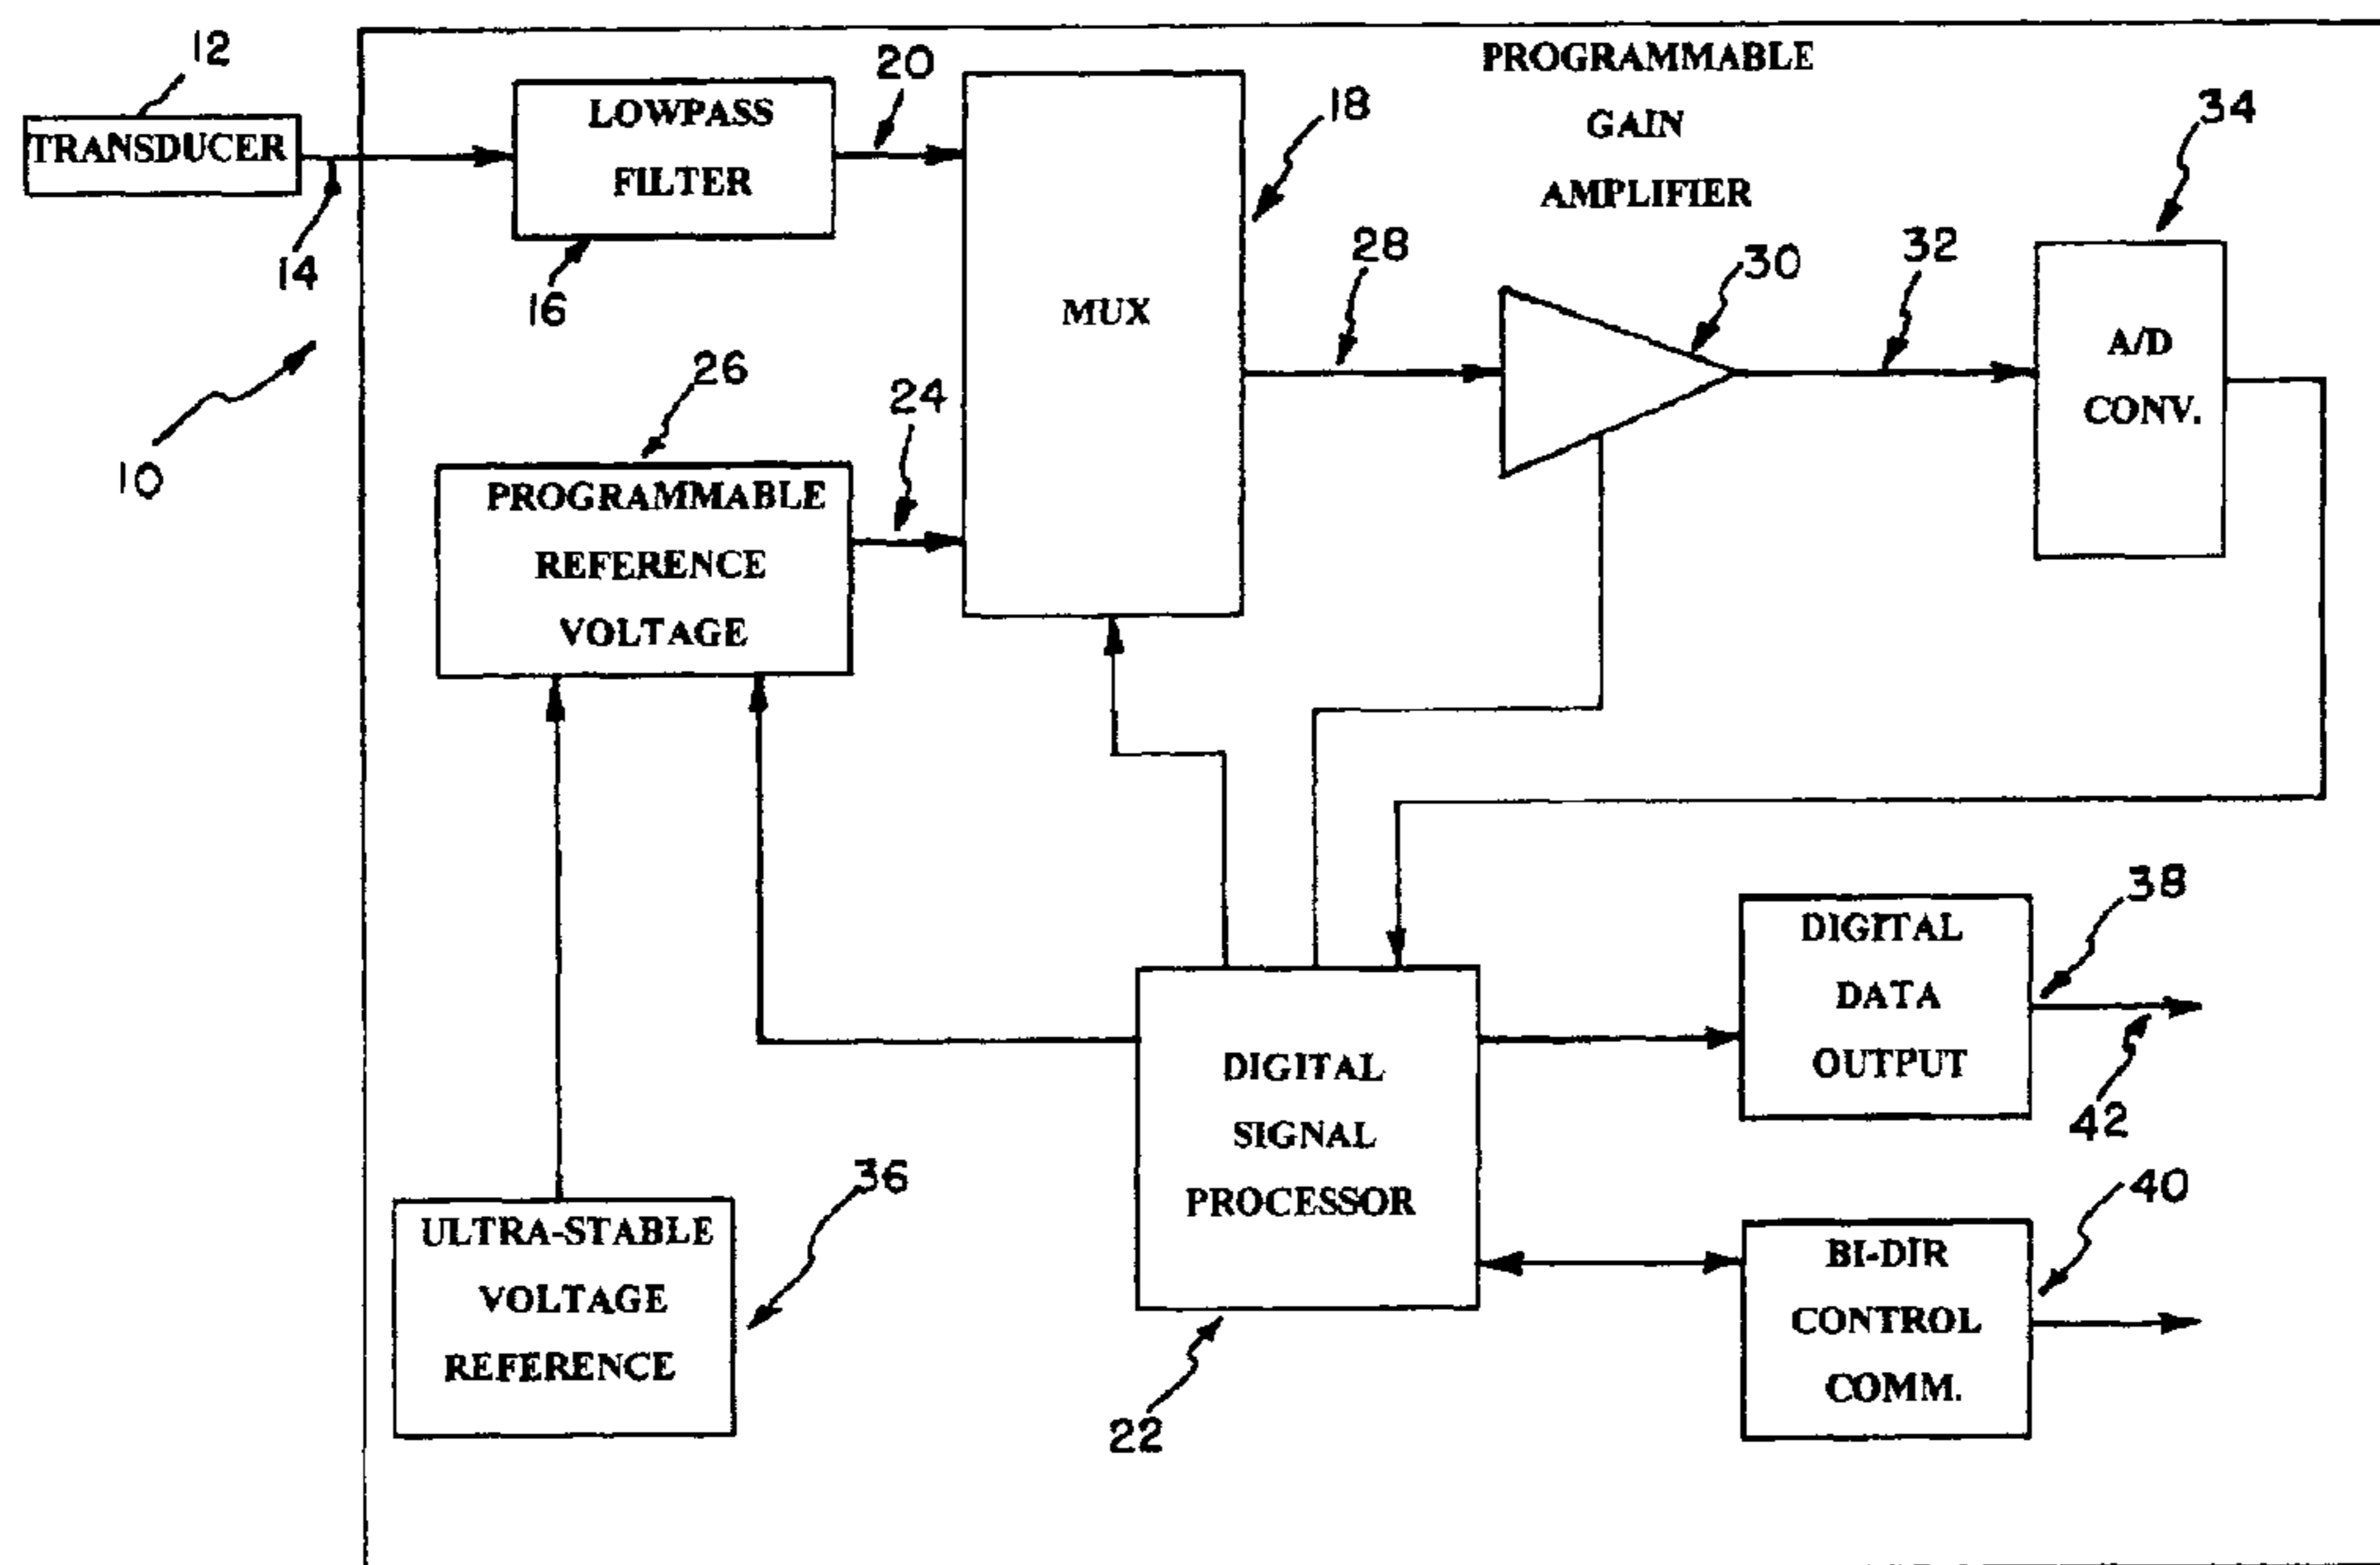 12
TRANSDUCER
14
10
LOWPASS
FILTER
16
20
MUX
18
PROGRAMMABLE
GAIN
AMPLIFIER
28
30
32
34
A/D
CONV.
26
PROGRAMMABLE
REFERENCE
VOLTAGE
24
ULTRA-STABLE
VOLTAGE
REFERENCE
36
DIGITAL
SIGNAL
PROCESSOR
22
DIGITAL
DATA
OUTPUT
38
42
BI-DIR
CONTROL
COMM.
40